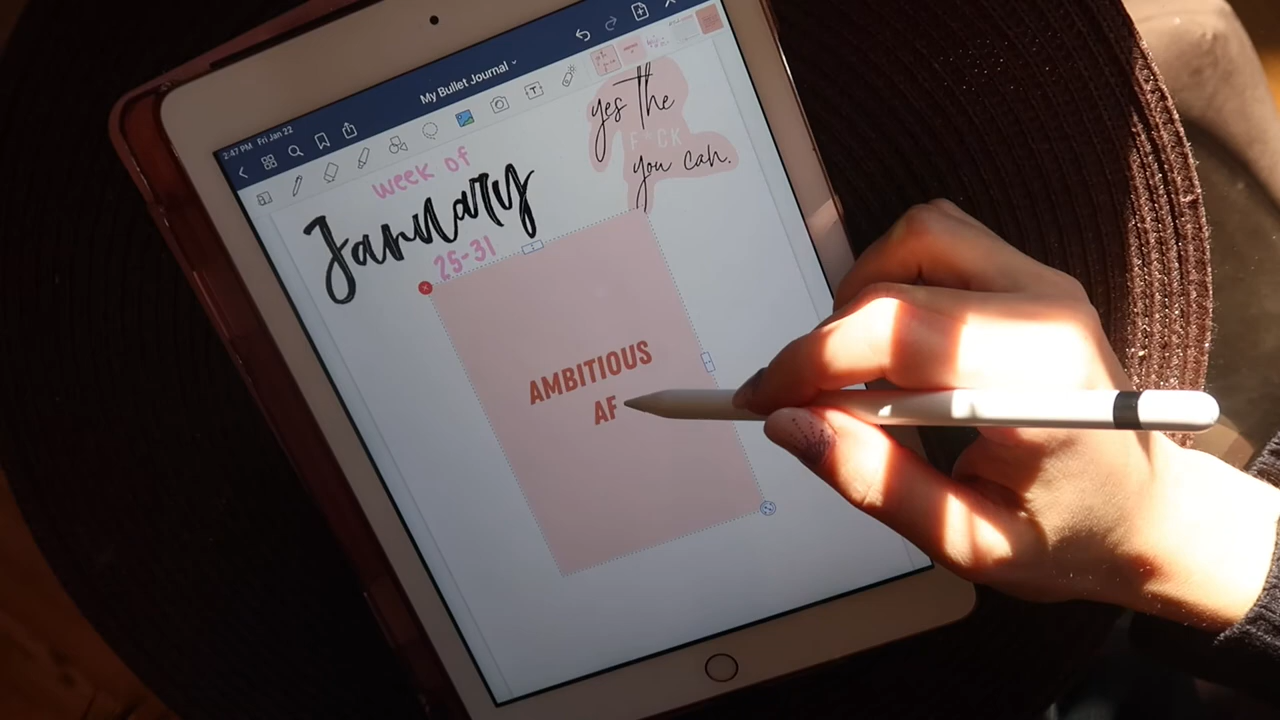 2:47 PM Fri Jan 22
My Bullet Journal
T
week of
January
25-31
yes the
F*CK
you can.
AMBITIOUS
AF